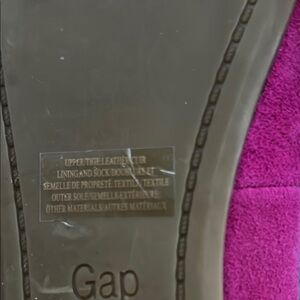 UPPER/TIGE:LEATHER/CUIR
LINING AND SOCK/DOUBLURE ET
SEMELLE DE PROPRETÉ:TEXTILE/TEXTILE
OUTER SOLE/SEMELLE EXTÉRIEURE:
OTHER MATERIALS/AUTRES MATÉRIAUX
Gap